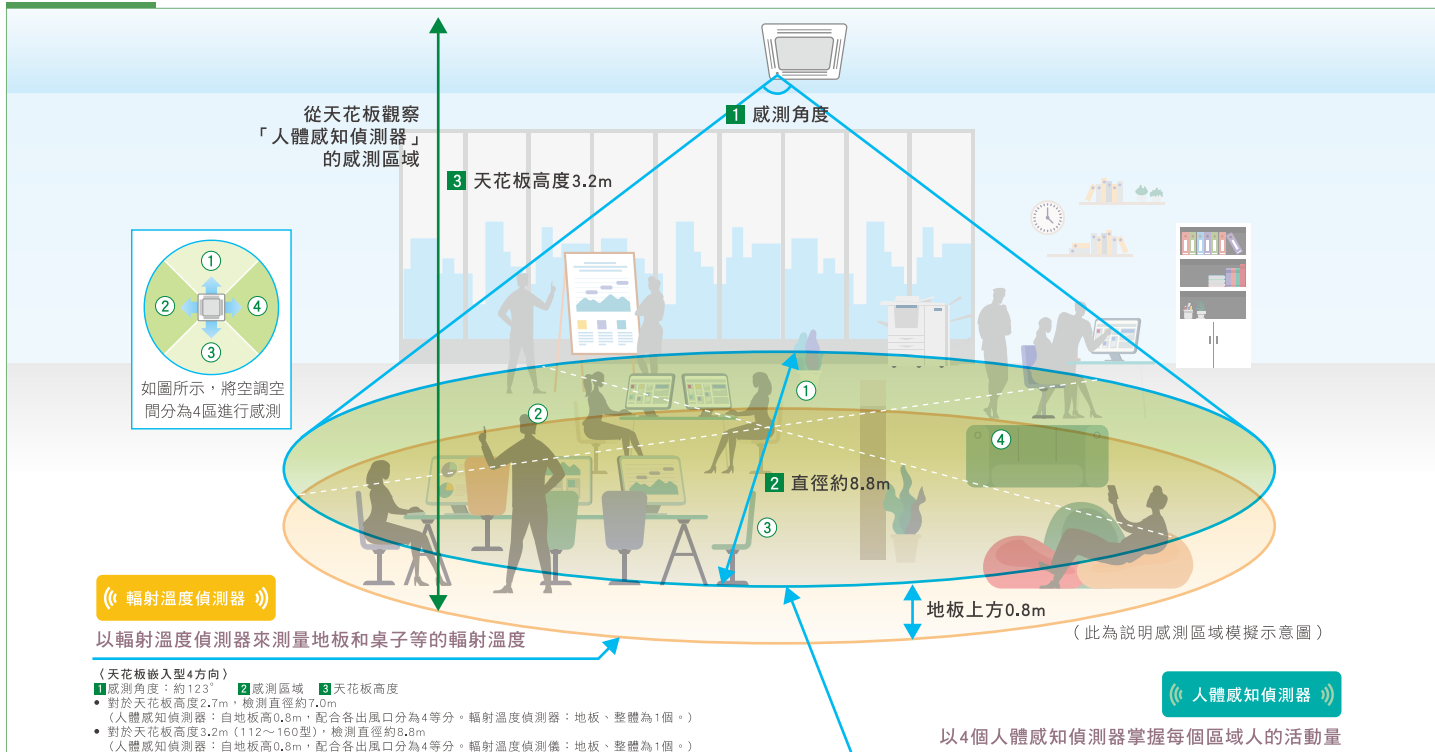 從天花板觀察
「人體感知偵測器」
的感測區域
1 感測角度
3 天花板高度3.2m
①
②
④
③
如圖所示，將空調空
間分為4區進行感測
①
②
④
2 直徑約8.8m
③
地板上方0.8m
輻射溫度偵測器
以輻射溫度偵測器來測量地板和桌子等的輻射溫度
（此為説明感測區域模擬示意圖）
〈天花板嵌入型4方向〉
1 感測角度：約123° 2 感測區域 3 天花板高度
• 對於天花板高度2.7m，檢測直徑約7.0m
（人體感知偵測器：自地板高0.8m，配合各出風口分為4等分。輻射溫度偵測器：地板、整體為1個。）
• 對於天花板高度3.2m (112～160型)，檢測直徑約8.8m
（人體感知偵測器：自地板高0.8m，配合各出風口分為4等分。輻射溫度偵測儀：地板、整體為1個。）
人體感知偵測器
以4個人體感知偵測器掌握每個區域人的活動量